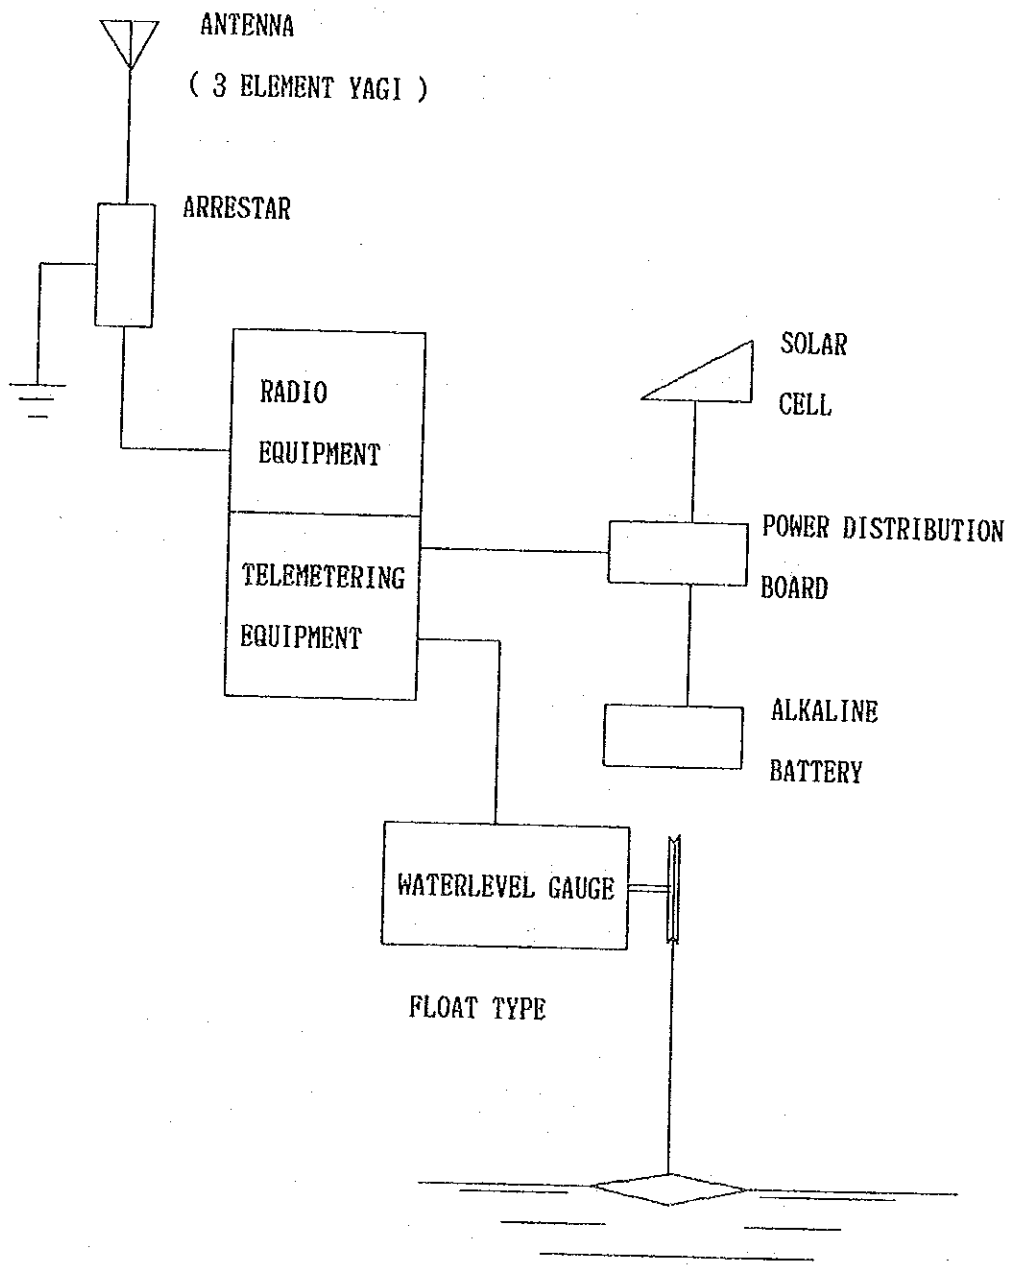 ANTENNA
( 3 ELEMENT YAGI )
ARRESTAR
RADIO
EQUIPMENT
SOLAR
CELL
POWER DISTRIBUTION
BOARD
TELEMETERING
EQUIPMENT
ALKALINE
BATTERY
WATERLEVEL GAUGE
FLOAT TYPE